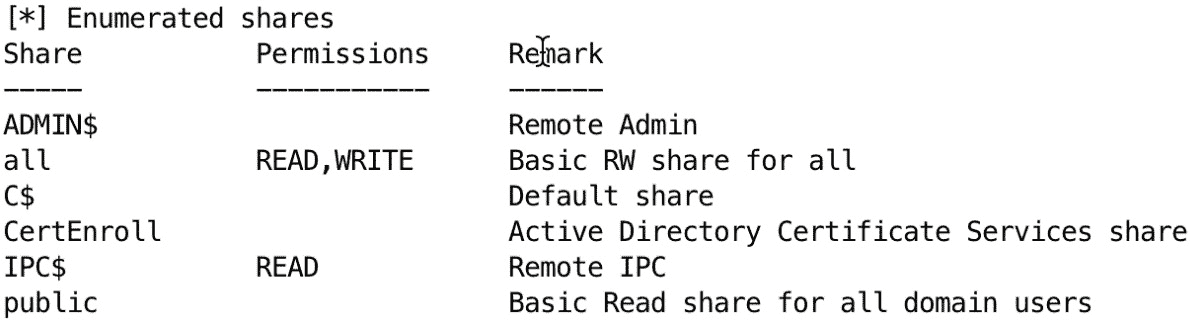 [*] Enumerated shares
Share           Permissions     Remark
-----           -----------     ------
ADMIN$                          Remote Admin
all             READ,WRITE      Basic RW share for all
C$                              Default share
CertEnroll                      Active Directory Certificate Services share
IPC$            READ            Remote IPC
public                          Basic Read share for all domain users